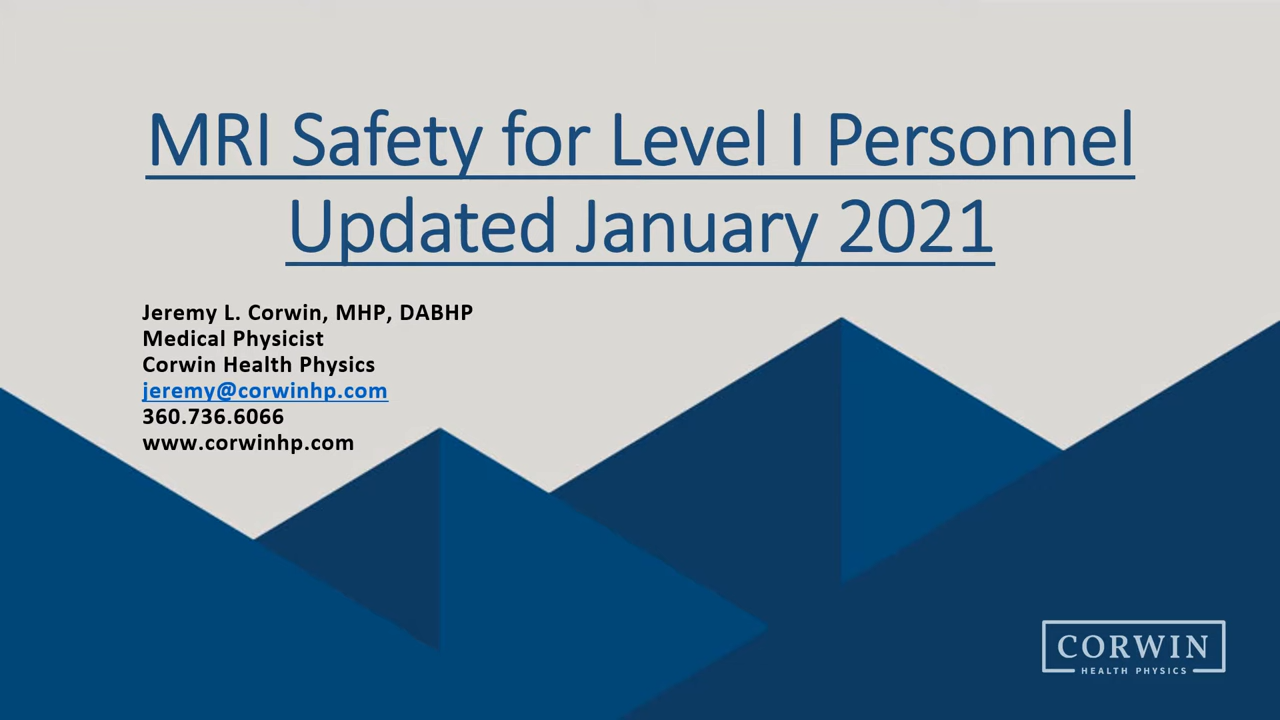 MRI Safety for Level I Personnel
Updated January 2021
Jeremy L. Corwin, MHP, DABHP
Medical Physicist
Corwin Health Physics
jeremy@corwinhp.com
360.736.6066
www.corwinhp.com
CORWIN
HEALTH PHYSICS